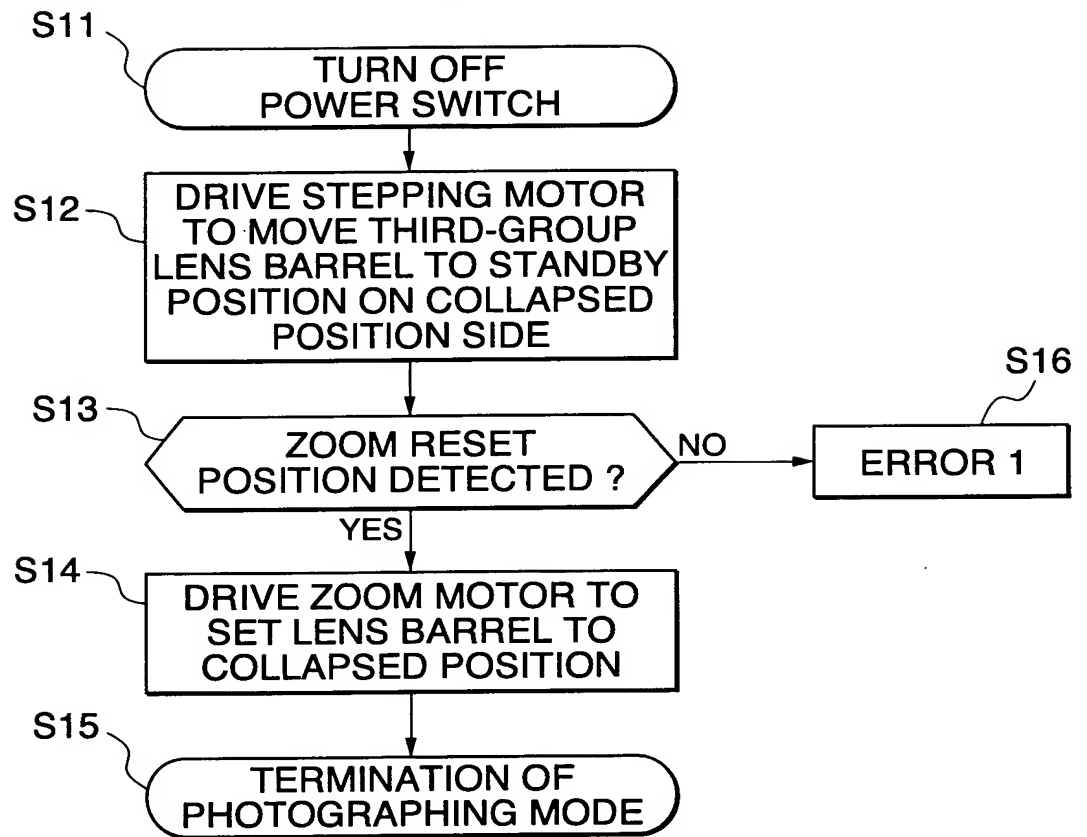 S11
TURN OFF
POWER SWITCH
S12
DRIVE STEPPING MOTOR
TO MOVE THIRD-GROUP
LENS BARREL TO STANDBY
POSITION ON COLLAPSED
POSITION SIDE
S13
ZOOM RESET
POSITION DETECTED ?
NO
S16
ERROR 1
YES
S14
DRIVE ZOOM MOTOR TO
SET LENS BARREL TO
COLLAPSED POSITION
S15
TERMINATION OF
PHOTOGRAPHING MODE